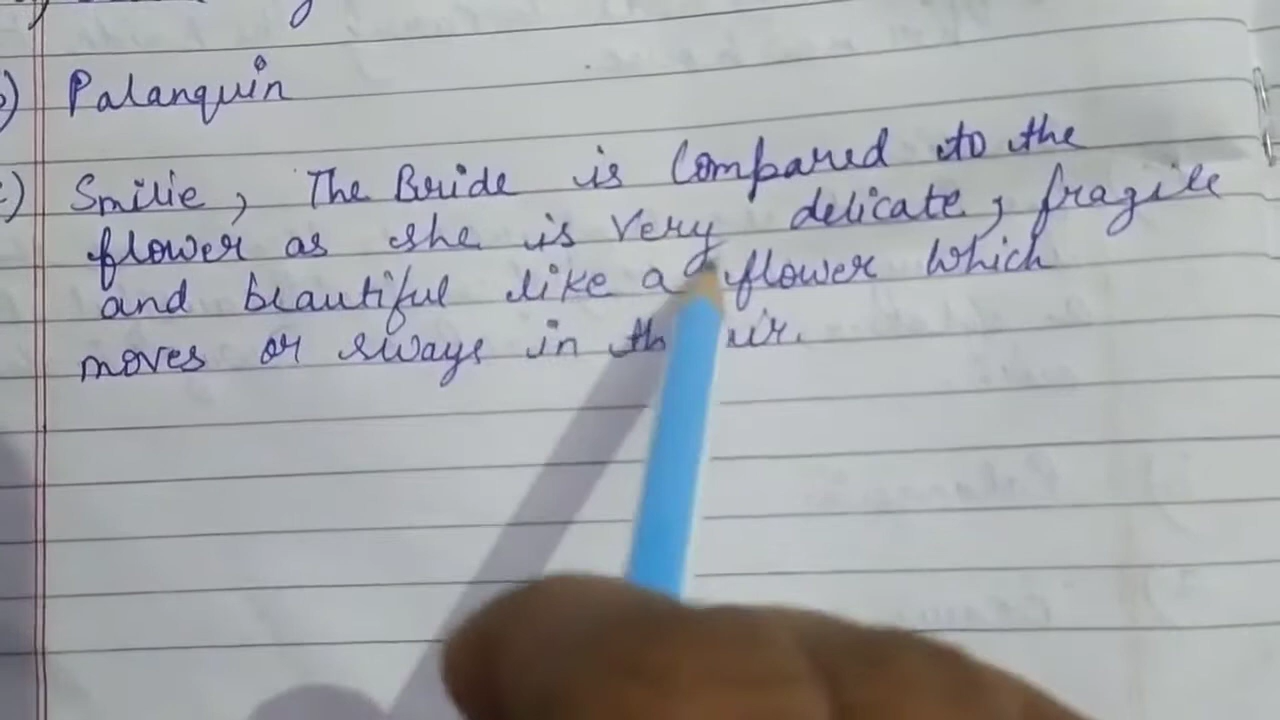 Palanquin
) Smilie, The Bride is Compared to the
flower as she is very delicate, fragile
and beautiful like a flower which
moves or sways in th air.